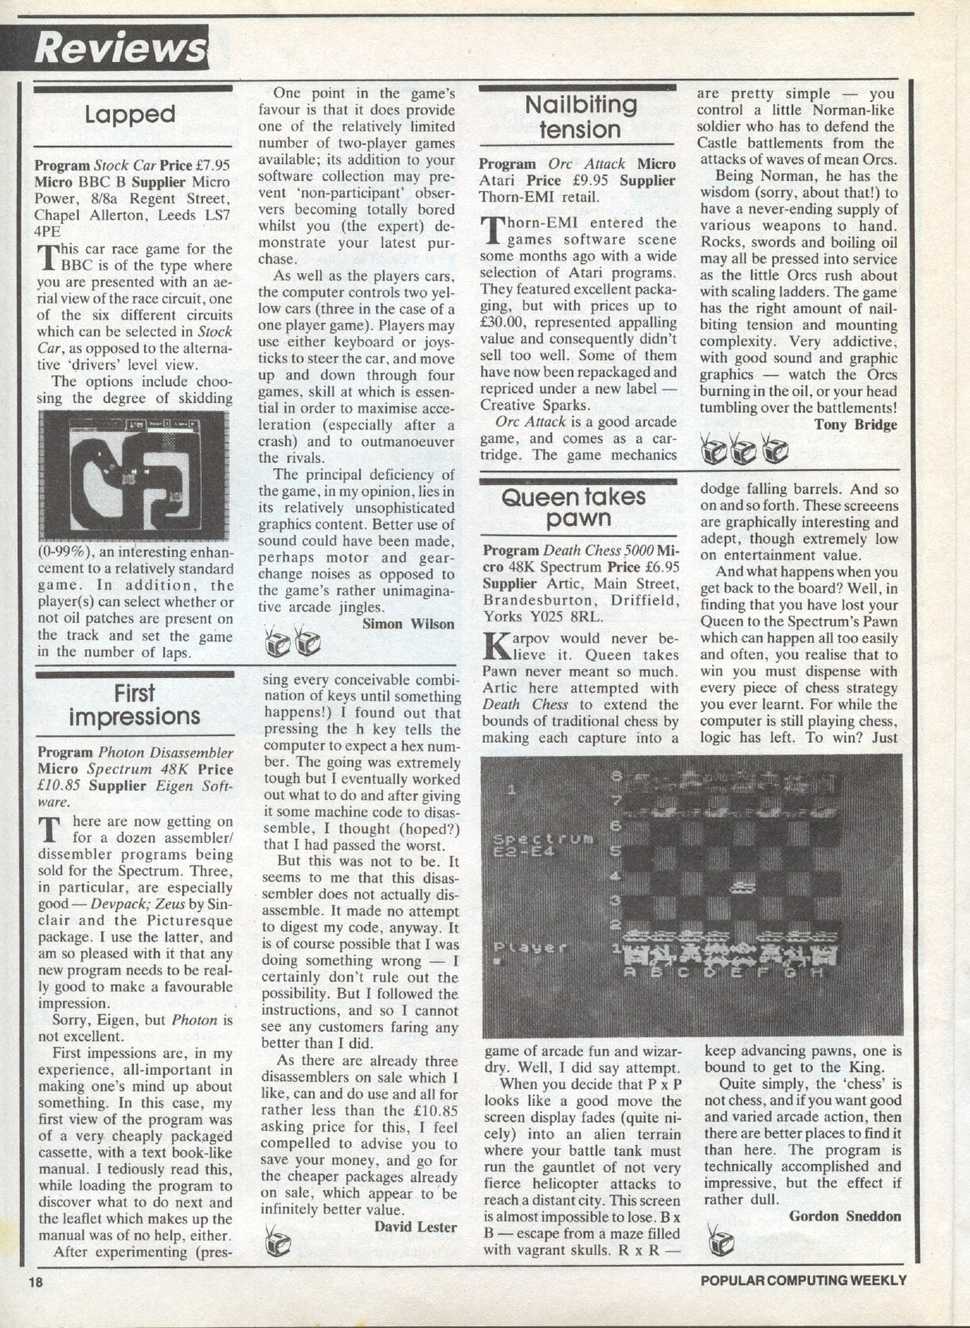 Reviews
Lapped
Program Stock Car Price £7.95
Micro BBC B Supplier Micro
Power, 8/8a Regent Street,
Chapel Allerton, Leeds LS7
4PE
This car race game for the
BBC is of the type where
you are presented with an ae-
rial view of the race circuit, one
of the six different circuits
which can be selected in Stock
Car, as opposed to the alterna-
tive 'drivers' level view.
The options include choo-
sing the degree of skidding
(0-99%), an interesting enhan-
cement to a relatively standard
game. In addition, the
player(s) can select whether or
not oil patches are present on
the track and set the game
in the number of laps.
One point in the game's
favour is that it does provide
one of the relatively limited
number of two-player games
available; its addition to your
software collection may pre-
vent 'non-participant' obser-
vers becoming totally bored
whilst you (the expert) de-
monstrate your latest pur-
chase.
As well as the players cars,
the computer controls two yel-
low cars (three in the case of a
one player game). Players may
use either keyboard or joys-
ticks to steer the car, and move
up and down through four
games, skill at which is essen-
tial in order to maximise acce-
leration (especially after a
crash) and to outmanoeuver
the rivals.
The principal deficiency of
the game, in my opinion, lies in
its relatively unsophisticated
graphics content. Better use of
sound could have been made,
perhaps motor and gear-
change noises as opposed to
the game's rather unimagina-
tive arcade jingles.
Simon Wilson
First
impressions
Program Photon Disassembler
Micro Spectrum 48K Price
£10.85 Supplier Eigen Soft-
ware.
There are now getting on
for a dozen assembler/
dissembler programs being
sold for the Spectrum. Three,
in particular, are especially
good — Devpack; Zeus by Sin-
clair and the Picturesque
package. I use the latter, and
am so pleased with it that any
new program needs to be real-
ly good to make a favourable
impression.
Sorry, Eigen, but Photon is
not excellent.
First impessions are, in my
experience, all-important in
making one's mind up about
something. In this case, my
first view of the program was
of a very cheaply packaged
cassette, with a text book-like
manual. I tediously read this,
while loading the program to
discover what to do next and
the leaflet which makes up the
manual was of no help, either.
After experimenting (pres-
sing every conceivable combi-
nation of keys until something
happens!) I found out that
pressing the h key tells the
computer to expect a hex num-
ber. The going was extremely
tough but I eventually worked
out what to do and after giving
it some machine code to disas-
semble, I thought (hoped?)
that I had passed the worst.
But this was not to be. It
seems to me that this disas-
sembler does not actually dis-
assemble. It made no attempt
to digest my code, anyway. It
is of course possible that I was
doing something wrong — I
certainly don't rule out the
possibility. But I followed the
instructions, and so I cannot
see any customers faring any
better than I did.
As there are already three
disassemblers on sale which I
like, can and do use and all for
rather less than the £10.85
asking price for this, I feel
compelled to advise you to
save your money, and go for
the cheaper packages already
on sale, which appear to be
infinitely better value.
David Lester
Nailbiting
tension
Program Orc Attack Micro
Atari Price £9.95 Supplier
Thorn-EMI retail.
Thorn-EMI entered the
games software scene
some months ago with a wide
selection of Atari programs.
They featured excellent packa-
ging, but with prices up to
£30.00, represented appalling
value and consequently didn't
sell too well. Some of them
have now been repackaged and
repriced under a new label —
Creative Sparks.
Orc Attack is a good arcade
game, and comes as a car-
tridge. The game mechanics
are pretty simple — you
control a little Norman-like
soldier who has to defend the
Castle battlements from the
attacks of waves of mean Orcs.
Being Norman, he has the
wisdom (sorry, about that!) to
have a never-ending supply of
various weapons to hand.
Rocks, swords and boiling oil
may all be pressed into service
as the little Orcs rush about
with scaling ladders. The game
has the right amount of nail-
biting tension and mounting
complexity. Very addictive,
with good sound and graphic
graphics — watch the Orcs
burning in the oil, or your head
tumbling over the battlements!
Tony Bridge
Queen takes
pawn
Program Death Chess 5000 Mi-
cro 48K Spectrum Price £6.95
Supplier Artic, Main Street,
Brandesburton, Driffield,
Yorks Y025 8RL.
Karpov would never be-
lieve it. Queen takes
Pawn never meant so much.
Artic here attempted with
Death Chess to extend the
bounds of traditional chess by
making each capture into a
dodge falling barrels. And so
on and so forth. These screeens
are graphically interesting and
adept, though extremely low
on entertainment value.
And what happens when you
get back to the board? Well, in
finding that you have lost your
Queen to the Spectrum's Pawn
which can happen all too easily
and often, you realise that to
win you must dispense with
every piece of chess strategy
you ever learnt. For while the
computer is still playing chess,
logic has left. To win? Just
1
Spectrum
E2-E4
Player
8
7
6
5
4
3
2
1
A B C D E F G H
game of arcade fun and wizar-
dry. Well, I did say attempt.
When you decide that P x P
looks like a good move the
screen display fades (quite ni-
cely) into an alien terrain
where your battle tank must
run the gauntlet of not very
fierce helicopter attacks to
reach a distant city. This screen
is almost impossible to lose. B x
B — escape from a maze filled
with vagrant skulls. R x R —
keep advancing pawns, one is
bound to get to the King.
Quite simply, the 'chess' is
not chess, and if you want good
and varied arcade action, then
there are better places to find it
than here. The program is
technically accomplished and
impressive, but the effect if
rather dull.
Gordon Sneddon
18
POPULAR COMPUTING WEEKLY